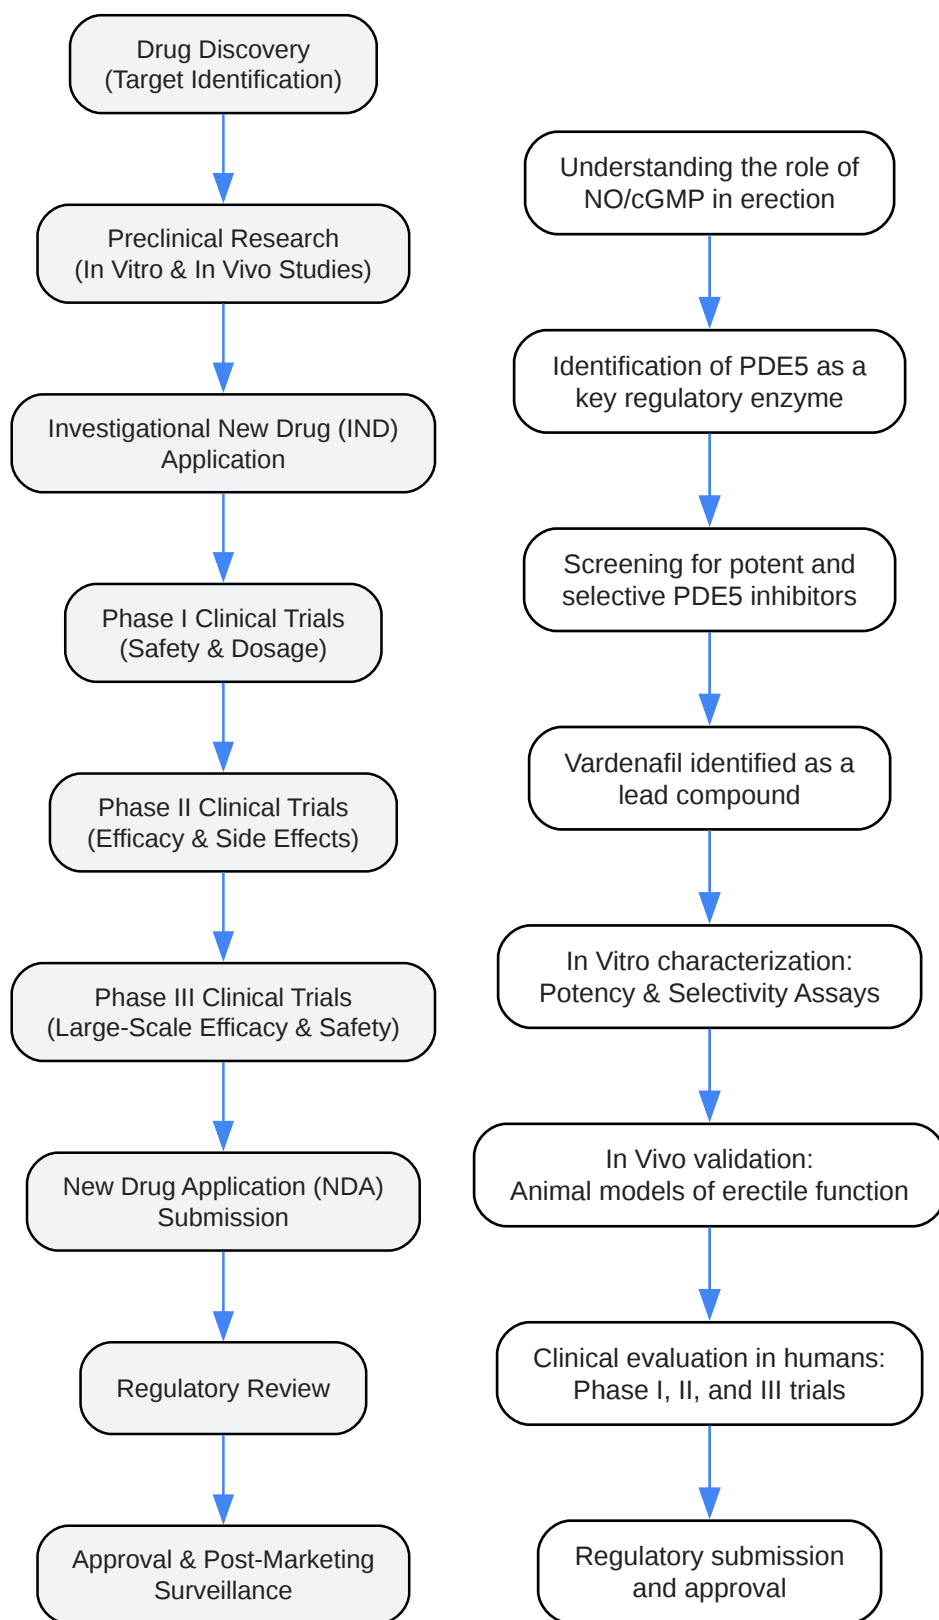 Drug Discovery
(Target Identification)
Preclinical Research
(In Vitro & In Vivo Studies)
Investigational New Drug (IND)
Application
Phase I Clinical Trials
(Safety & Dosage)
Phase II Clinical Trials
(Efficacy & Side Effects)
Phase III Clinical Trials
(Large-Scale Efficacy & Safety)
New Drug Application (NDA)
Submission
Regulatory Review
Approval & Post-Marketing
Surveillance
Understanding the role of
NO/cGMP in erection
Identification of PDE5 as a
key regulatory enzyme
Screening for potent and
selective PDE5 inhibitors
Vardenafil identified as a
lead compound
In Vitro characterization:
Potency & Selectivity Assays
In Vivo validation:
Animal models of erectile function
Clinical evaluation in humans:
Phase I, II, and III trials
Regulatory submission
and approval